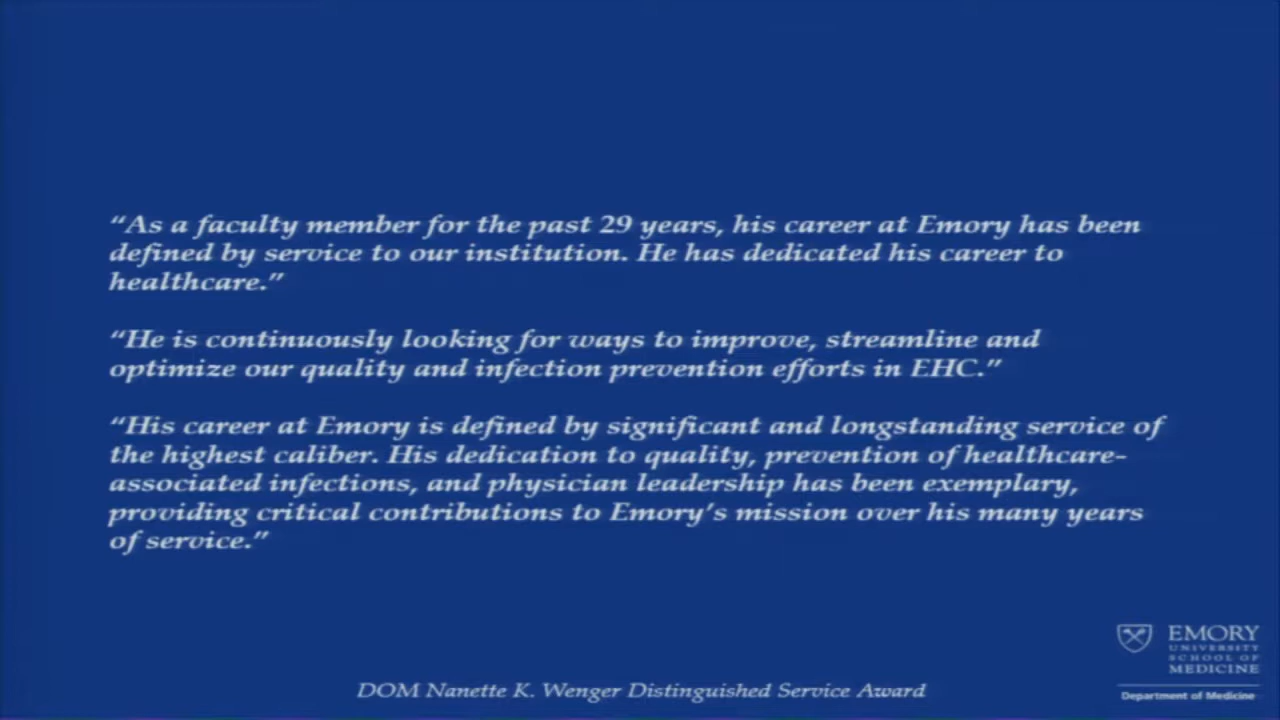 “As a faculty member for the past 29 years, his career at Emory has been
defined by service to our institution. He has dedicated his career to
healthcare.”
“He is continuously looking for ways to improve, streamline and
optimize our quality and infection prevention efforts in EHC.”
“His career at Emory is defined by significant and longstanding service of
the highest caliber. His dedication to quality, prevention of healthcare-
associated infections, and physician leadership has been exemplary,
providing critical contributions to Emory’s mission over his many years
of service.”
EMORY
UNIVERSITY
SCHOOL OF
MEDICINE
Department of Medicine
DOM Nanette K. Wenger Distinguished Service Award